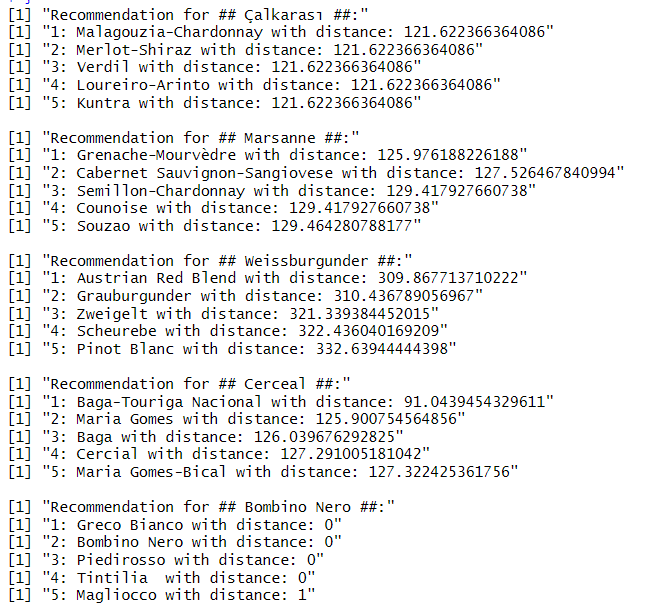 [1] "Recommendation for ## Çalkarası ##:"
[1] "1: Malagouzia-Chardonnay with distance: 121.622366364086"
[1] "2: Merlot-Shiraz with distance: 121.622366364086"
[1] "3: Verdil with distance: 121.622366364086"
[1] "4: Loureiro-Arinto with distance: 121.622366364086"
[1] "5: Kuntra with distance: 121.622366364086"
[1] "Recommendation for ## Marsanne ##:"
[1] "1: Grenache-Mourvèdre with distance: 125.976188226188"
[1] "2: Cabernet Sauvignon-Sangiovese with distance: 127.526467840994"
[1] "3: Semillon-Chardonnay with distance: 129.417927660738"
[1] "4: Counoise with distance: 129.417927660738"
[1] "5: Souzao with distance: 129.464280788177"
[1] "Recommendation for ## Weissburgunder ##:"
[1] "1: Austrian Red Blend with distance: 309.867713710222"
[1] "2: Grauburgunder with distance: 310.436789056967"
[1] "3: Zweigelt with distance: 321.339384452015"
[1] "4: Scheurebe with distance: 322.436040169209"
[1] "5: Pinot Blanc with distance: 332.63944444398"
[1] "Recommendation for ## Cerceal ##:"
[1] "1: Baga-Touriga Nacional with distance: 91.0439454329611"
[1] "2: Maria Gomes with distance: 125.900754564856"
[1] "3: Baga with distance: 126.039676292825"
[1] "4: Cercial with distance: 127.291005181042"
[1] "5: Maria Gomes-Bical with distance: 127.322425361756"
[1] "Recommendation for ## Bombino Nero ##:"
[1] "1: Greco Bianco with distance: 0"
[1] "2: Bombino Nero with distance: 0"
[1] "3: Piedirosso with distance: 0"
[1] "4: Tintilia  with distance: 0"
[1] "5: Magliocco with distance: 1"